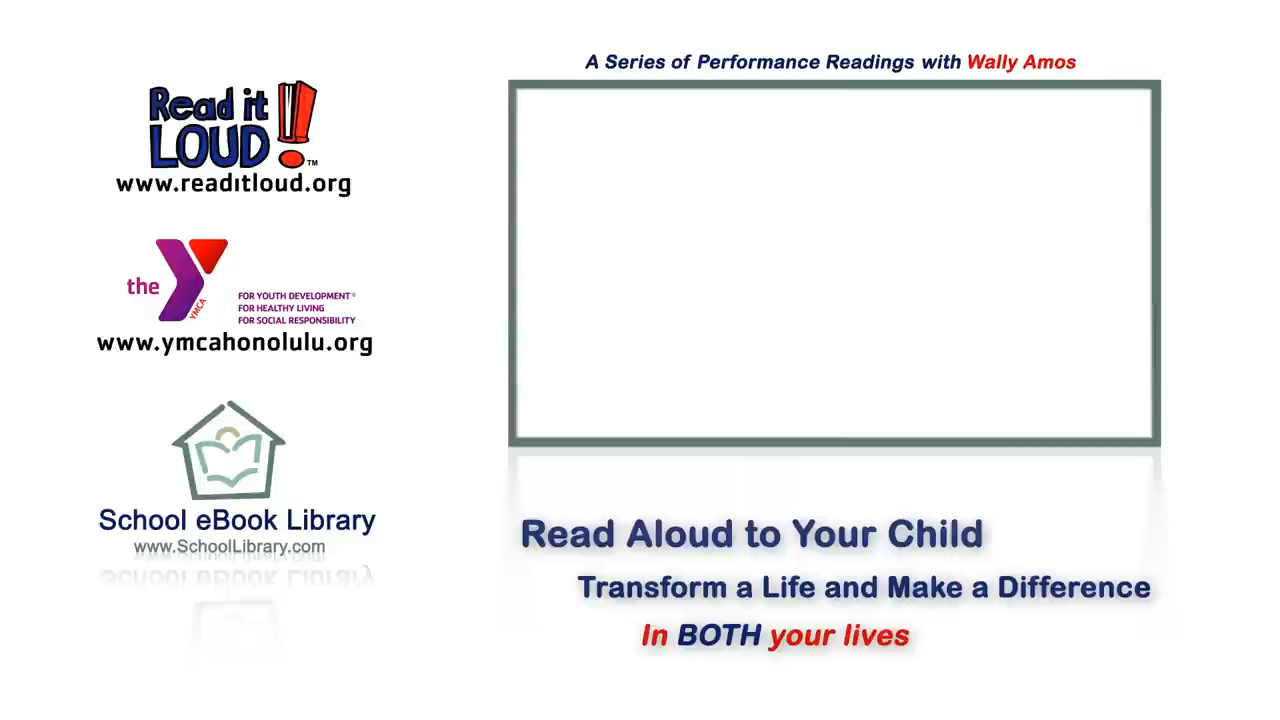 Read it
LOUD!™
www.readitloud.org
the
YMCA
FOR YOUTH DEVELOPMENT®
FOR HEALTHY LIVING
FOR SOCIAL RESPONSIBILITY
www.ymcahonolulu.org
School eBook Library
www.SchoolLibrary.com
A Series of Performance Readings with Wally Amos
Read Aloud to Your Child
Transform a Life and Make a Difference
In BOTH your lives